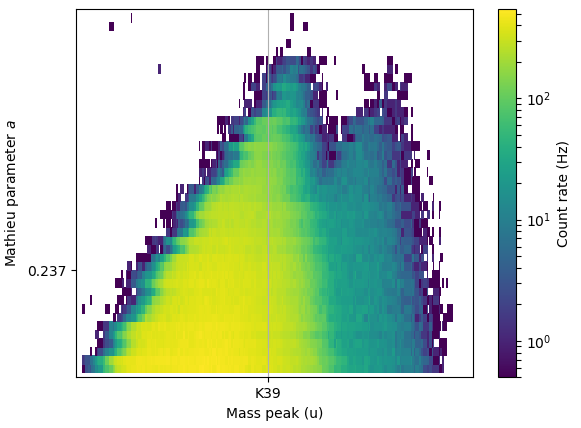 Mathieu parameter a
0.237
K39
Mass peak (u)
10²
10¹
10⁰
Count rate (Hz)